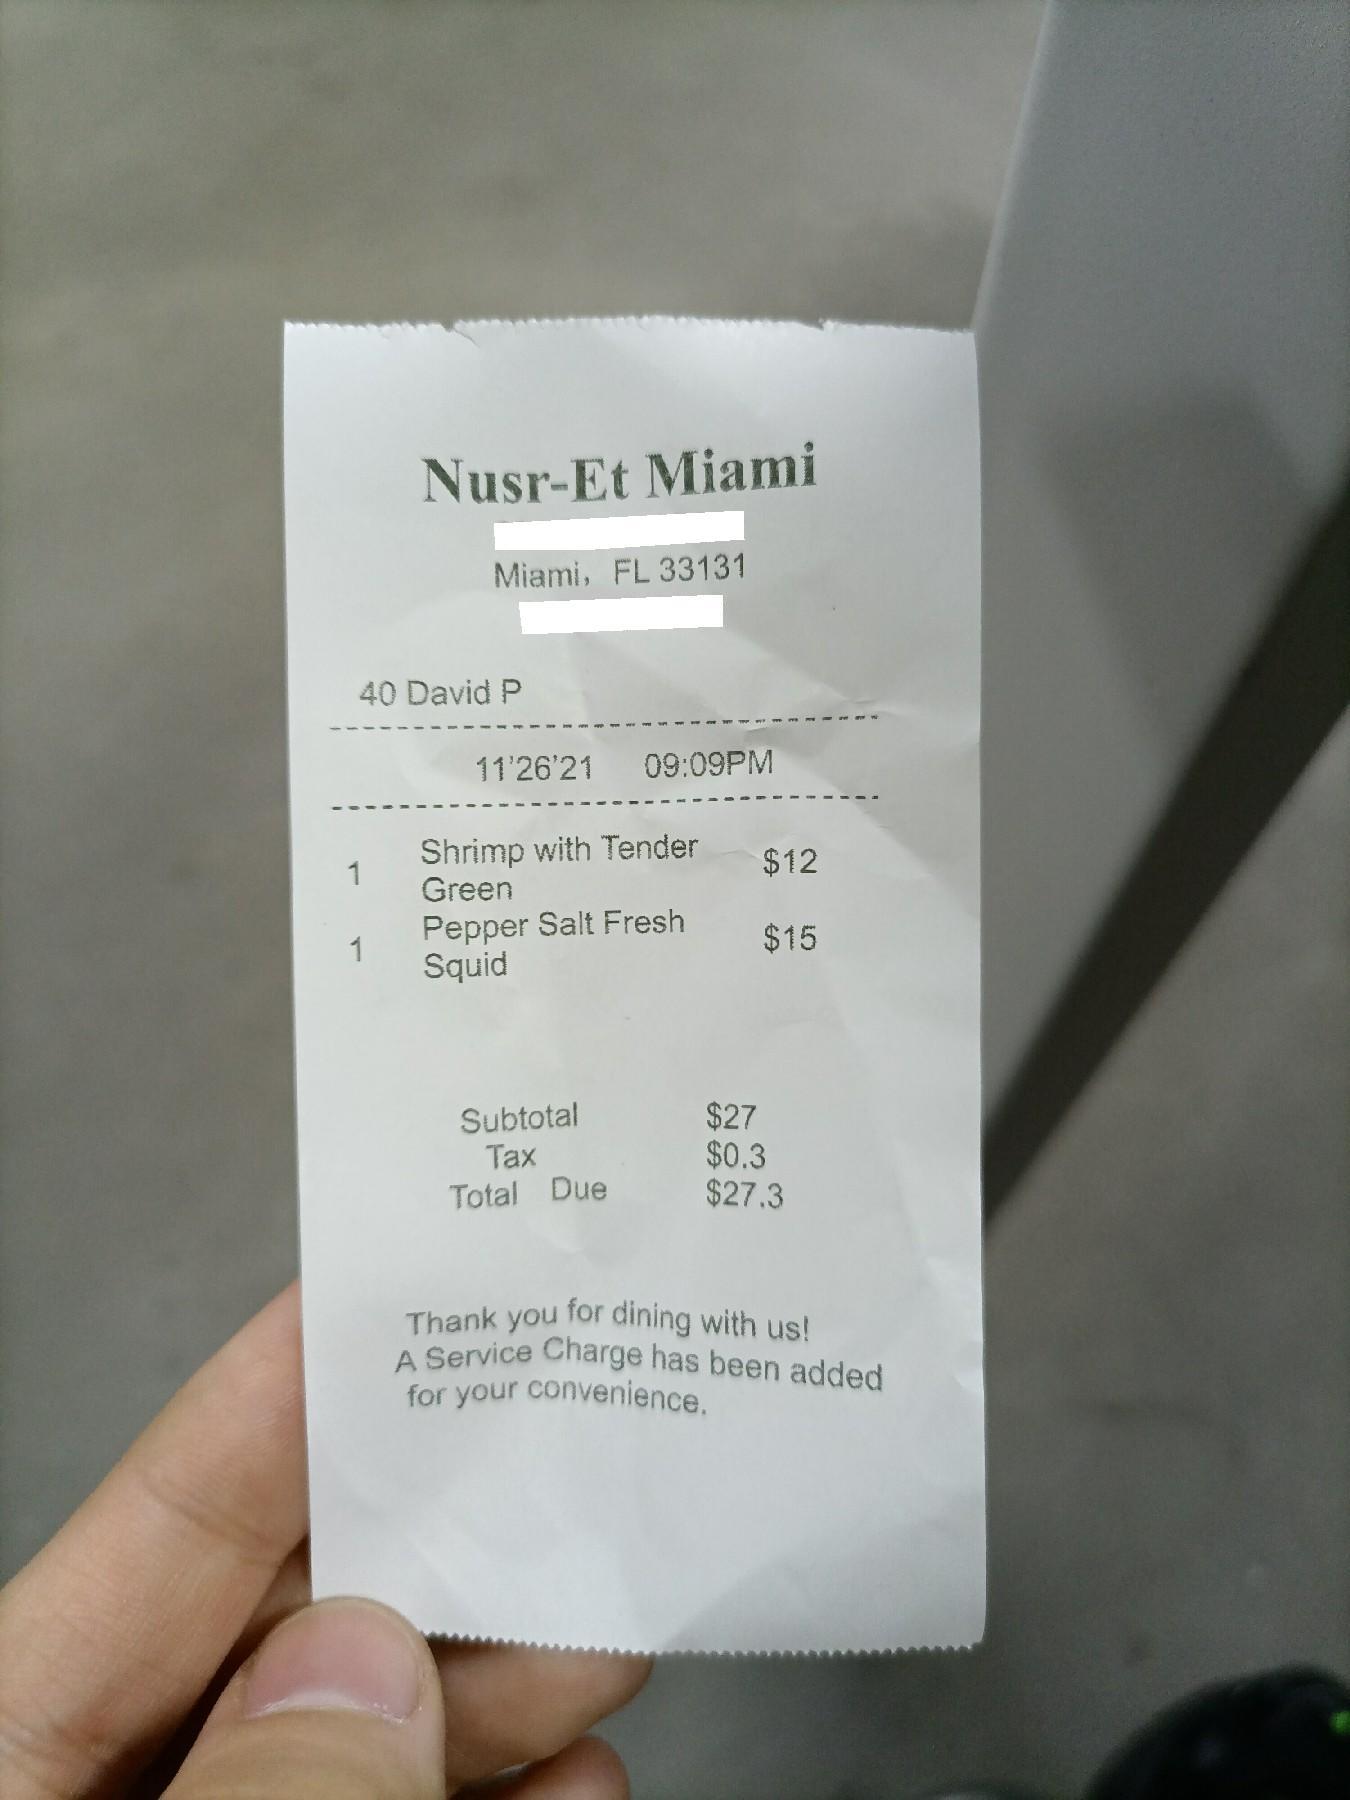 Nusr-Et Miami
Miami, FL 33131
40 David P
11'26'21 09:09PM
1 Shrimp with Tender Green $12
1 Pepper Salt Fresh Squid $15
Subtotal $27
Tax $0.3
Total Due $27.3
Thank you for dining with us!
A Service Charge has been added
for your convenience.